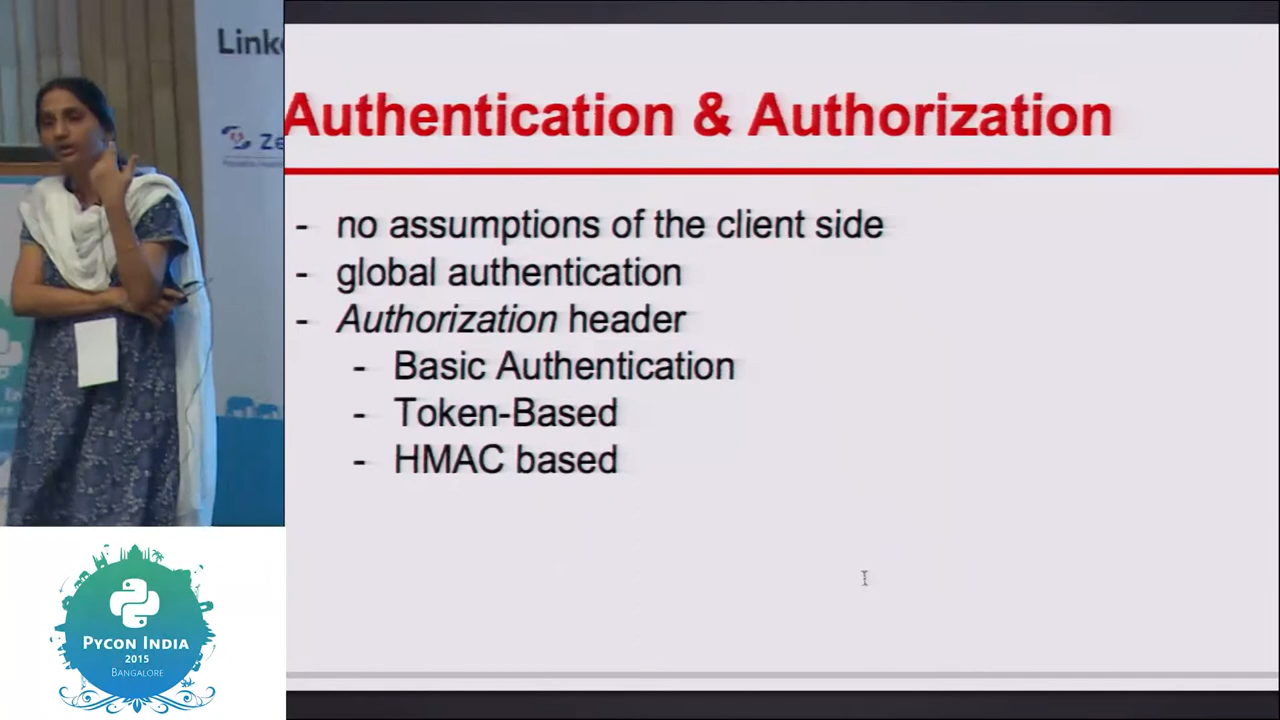 Authentication & Authorization
- no assumptions of the client side
- global authentication
- Authorization header
- Basic Authentication
- Token-Based
- HMAC based
Link
Ze
PYCON INDIA
2015
BANGALORE